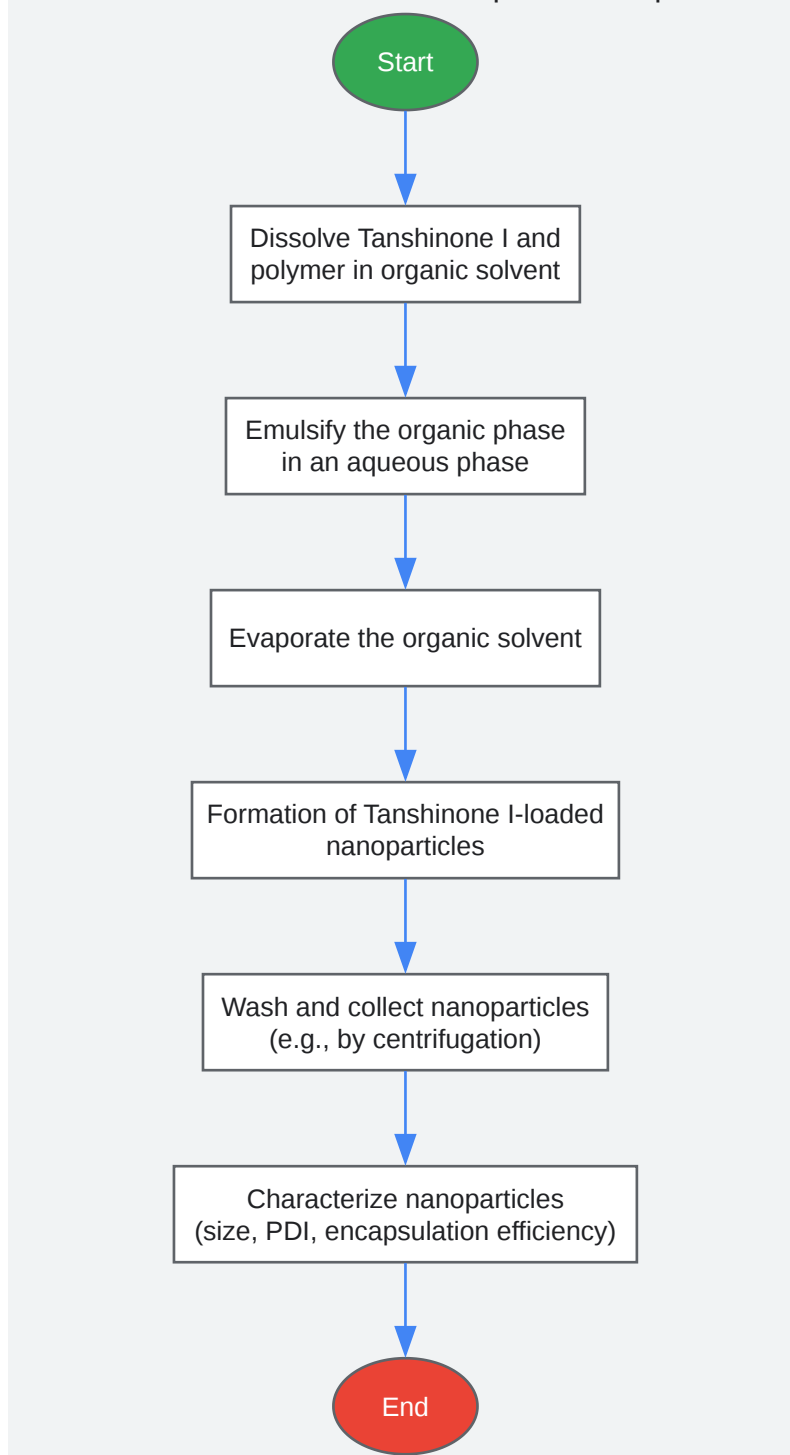 Start
Dissolve Tanshinone I and
polymer in organic solvent
Emulsify the organic phase
in an aqueous phase
Evaporate the organic solvent
Formation of Tanshinone I-loaded
nanoparticles
Wash and collect nanoparticles
(e.g., by centrifugation)
Characterize nanoparticles
(size, PDI, encapsulation efficiency)
End